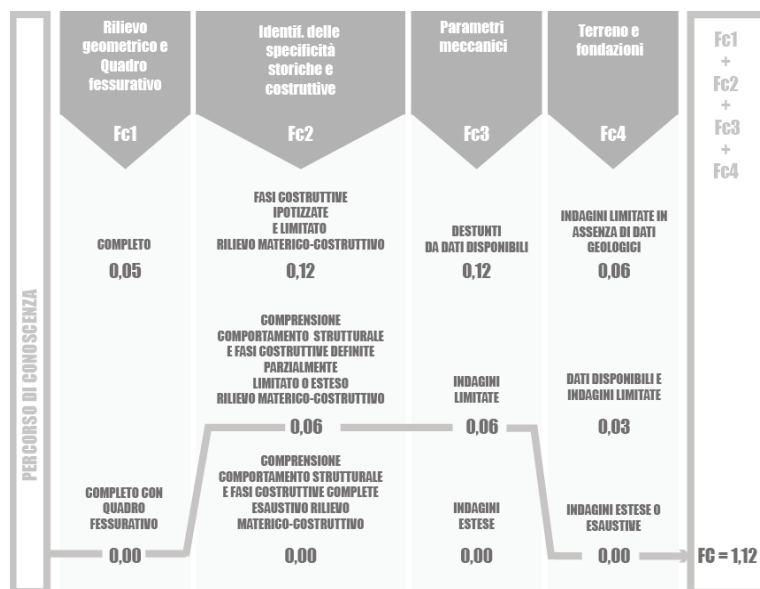 Rilievo
geometrico e
Quadro
fessurativo
Fc1
Identif. delle
specificità
storiche e
costruttive
Fc2
Parametri
meccanici
Fc3
Terreno e
fondazioni
Fc4
Fc1
+
Fc2
+
Fc3
+
Fc4
PERCORSO DI CONOSCENZA
COMPLETO
0,05
FASI COSTRUTTIVE
IPOTIZZATE
E LIMITATO
RILIEVO MATERICO-COSTRUTTIVO
0,12
DESTUNTI
DA DATI DISPONIBILI
0,12
INDAGINI LIMITATE IN
ASSENZA DI DATI
GEOLOGICI
0,06
COMPRENSIONE
COMPORTAMENTO STRUTTURALE
E FASI COSTRUTTIVE DEFINITE
PARZIALMENTE
LIMITATO O ESTESO
RILIEVO MATERICO-COSTRUTTIVO
0,06
INDAGINI
LIMITATE
0,06
DATI DISPONIBILI E
INDAGINI LIMITATE
0,03
COMPLETO CON
QUADRO
FESSURATIVO
0,00
COMPRENSIONE
COMPORTAMENTO STRUTTURALE
E FASI COSTRUTTIVE COMPLETE
ESAUSTIVO RILIEVO
MATERICO-COSTRUTTIVO
0,00
INDAGINI
ESTESE
0,00
INDAGINI ESTESE O
ESAUSTIVE
0,00
FC = 1,12